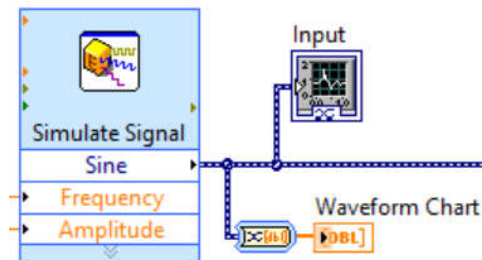 Input
Simulate Signal
Sine
Frequency
Amplitude
Waveform Chart
DBL